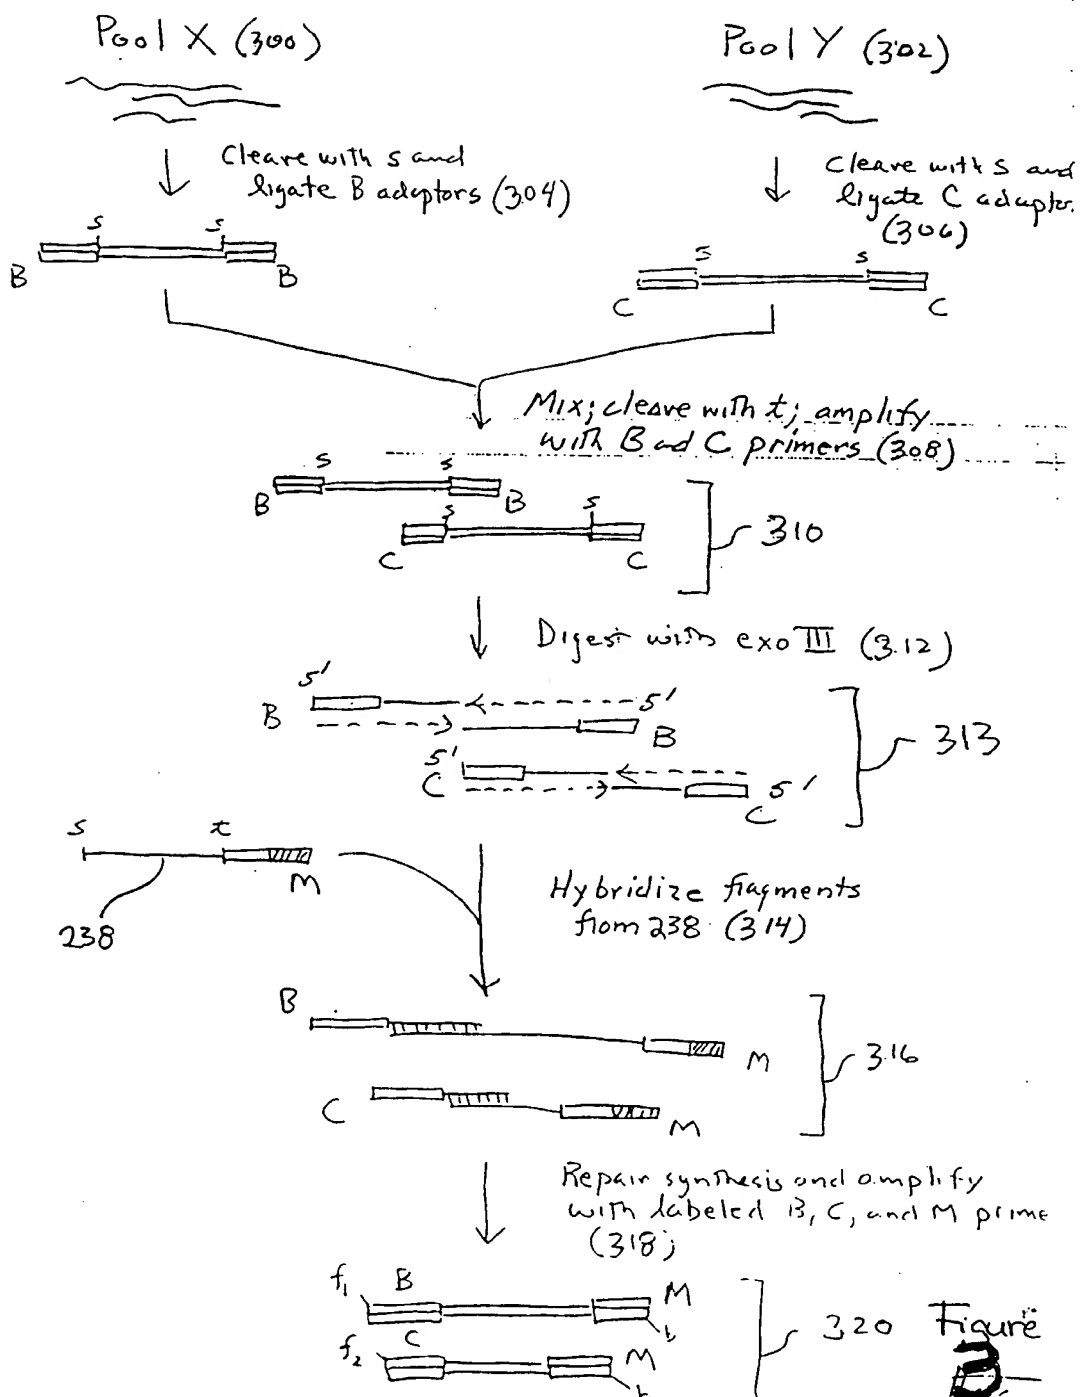 Pool X (300)
Pool Y (302)
Cleave with s and
ligate B adaptors (304)
Cleave with s and
ligate C adaptor
(306)
s s
B B
s s
C C
Mix; cleave with t; amplify
with B and C primers (308)
s s
B B
s s
C C
310
Digest with exo III (312)
5' 5'
B B
5'
C C 5'
313
s t
M
238
Hybridize fragments
from 238 (314)
B
M
C
M
316
Repair synthesis and amplify
with labeled B, C, and M prime
(318)
f1 B M
b
f2 C M
b
320
Figure
3